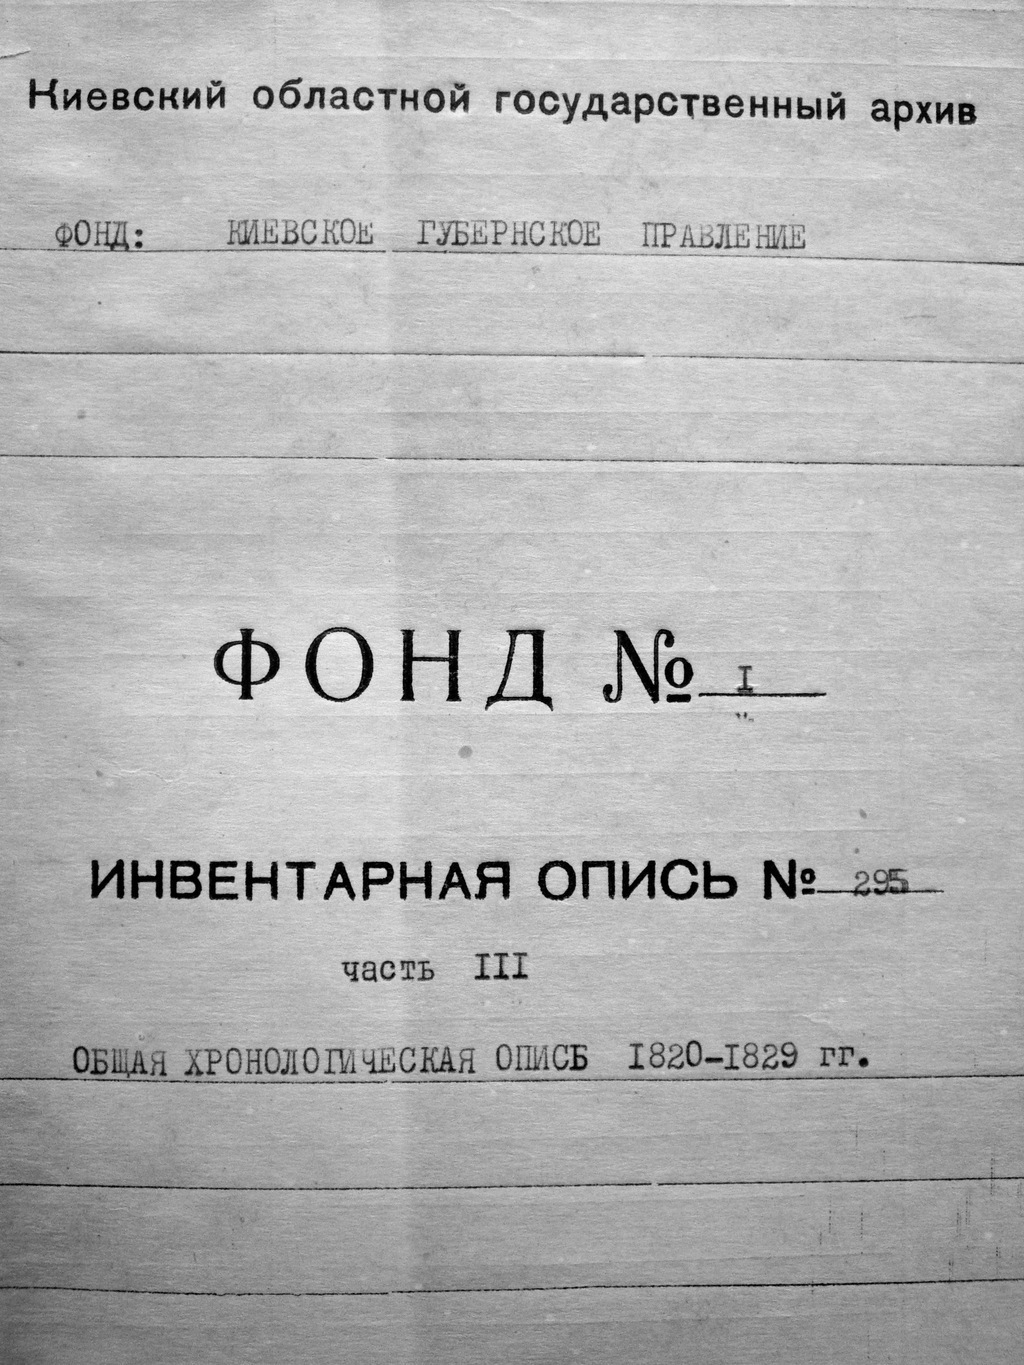 Киевский областной государственный архив
ФОНД: КИЕВСКОЕ ГУБЕРНСКОЕ ПРАВЛЕНИЕ
ФОНД № I
ИНВЕНТАРНАЯ ОПИСЬ № 295
часть III
ОБЩАЯ ХРОНОЛОГИЧЕСКАЯ ОПИСЬ 1820-1829 гг.